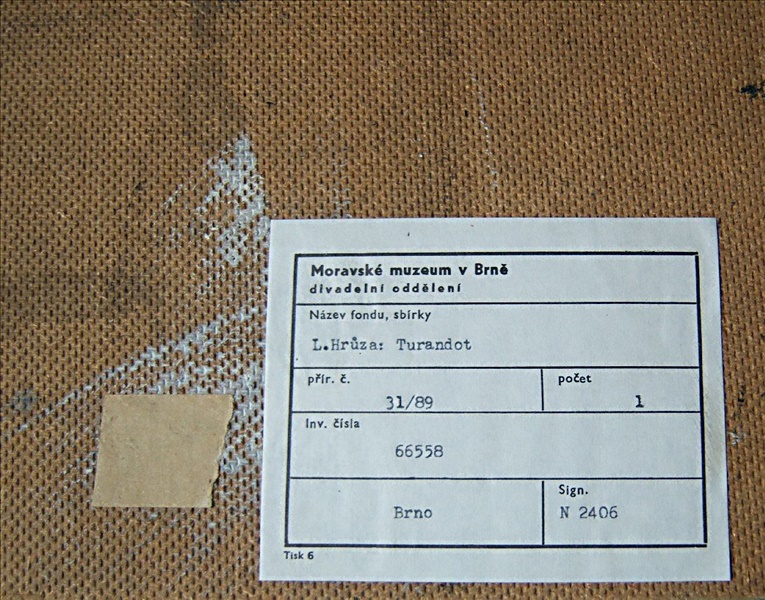 Moravské muzeum v Brně
divadelní oddělení
Název fondu, sbírky
L.Hrůza: Turandot
přír. č. počet
31/89 1
Inv. čísla
66558
Sign.
Brno N 2406
Tisk 6